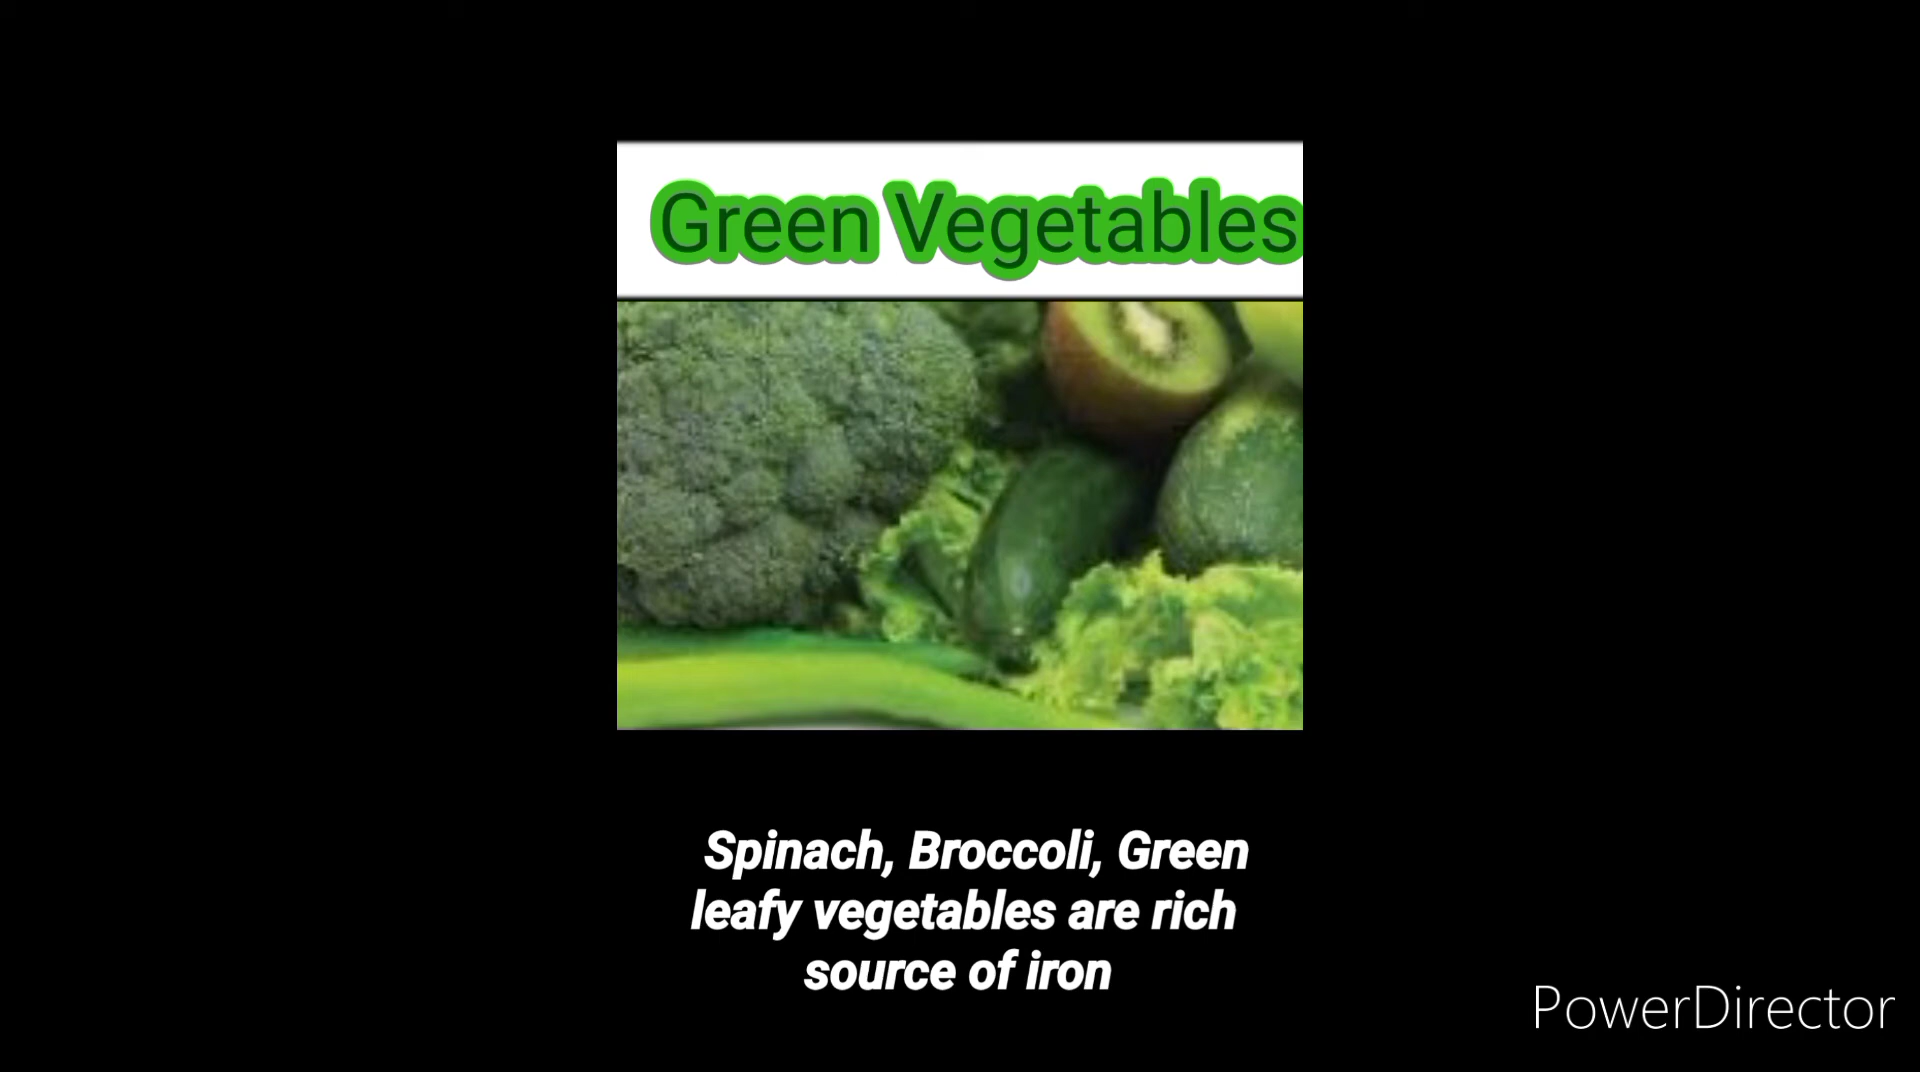 Green Vegetables
Spinach, Broccoli, Green
leafy vegetables are rich
source of iron
PowerDirector